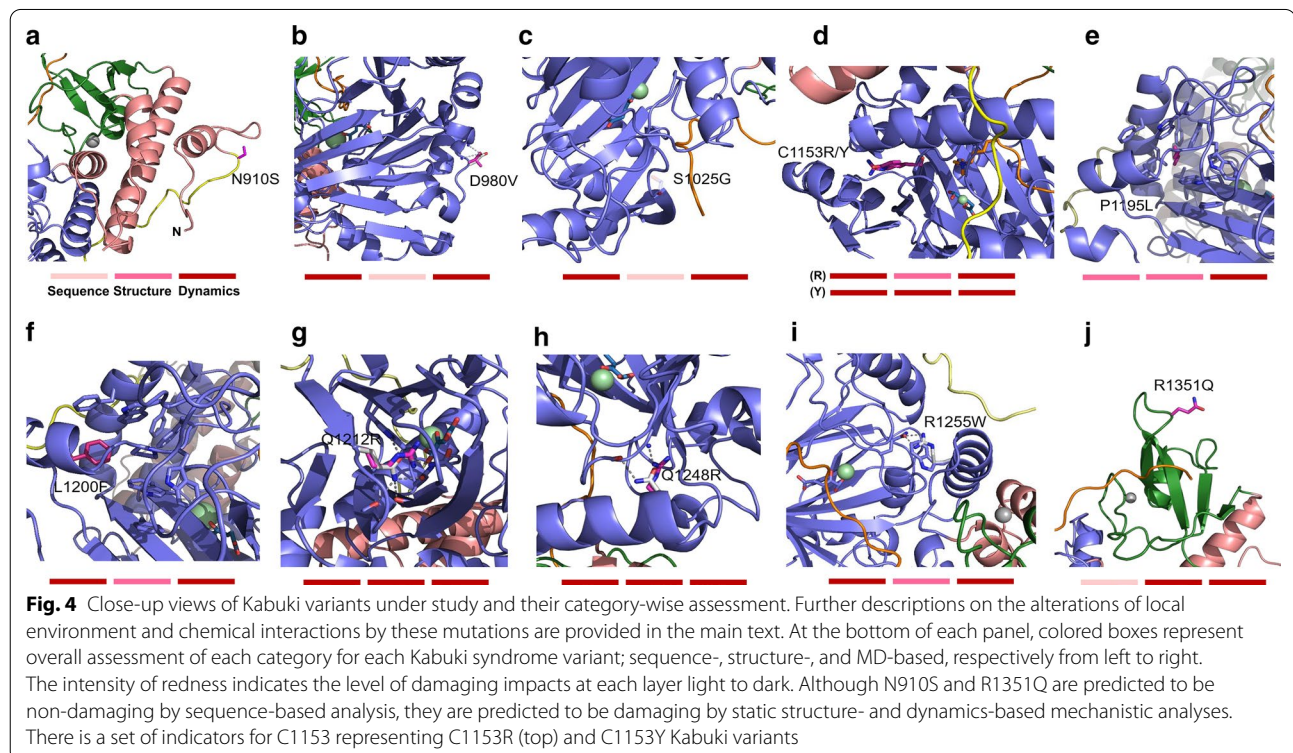 a
b
c
d
e
N910S
N
D980V
S1025G
C1153R/Y
P1195L
Sequence Structure Dynamics
(R)
(Y)
f
g
h
i
j
L1200F
Q1212R
Q1248R
R1255W
R1351Q
Fig. 4 Close-up views of Kabuki variants under study and their category-wise assessment. Further descriptions on the alterations of local
environment and chemical interactions by these mutations are provided in the main text. At the bottom of each panel, colored boxes represent
overall assessment of each category for each Kabuki syndrome variant; sequence-, structure-, and MD-based, respectively from left to right.
The intensity of redness indicates the level of damaging impacts at each layer light to dark. Although N910S and R1351Q are predicted to be
non-damaging by sequence-based analysis, they are predicted to be damaging by static structure- and dynamics-based mechanistic analyses.
There is a set of indicators for C1153 representing C1153R (top) and C1153Y Kabuki variants